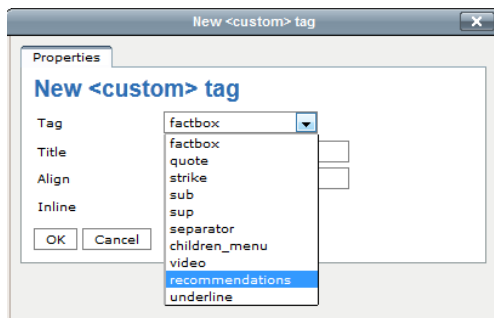 New <custom> tag
Properties
New <custom> tag
Tag
factbox
factbox
quote
strike
sub
sup
separator
children_menu
video
recommendations
underline
Title
Align
Inline
OK Cancel